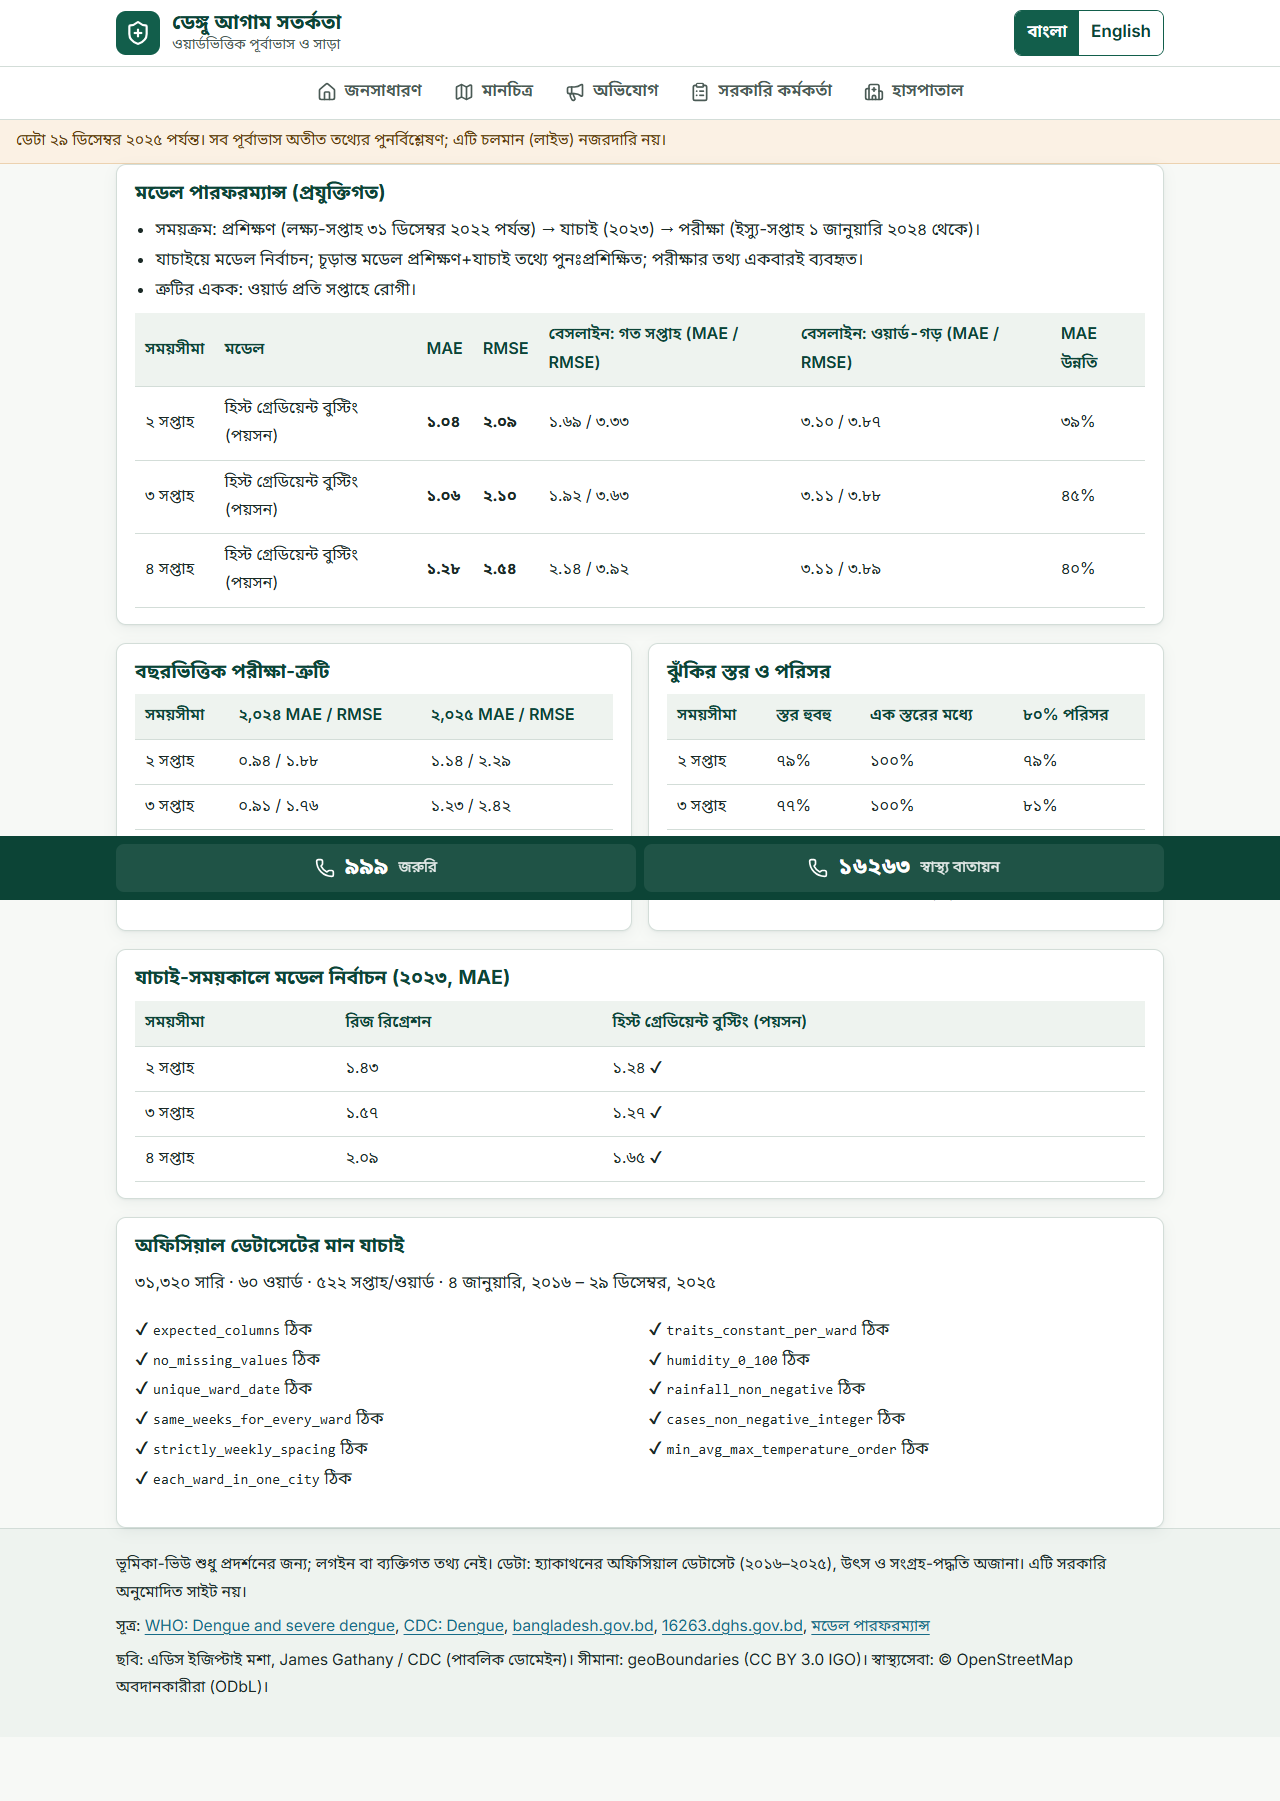 ডেঙ্গু আগাম সতর্কতা
ওয়ার্ডভিত্তিক পূর্বাভাস ও সাড়া
বাংলা English
জনসাধারণ মানচিত্র অভিযোগ সরকারি কর্মকর্তা হাসপাতাল
ডেটা ২৯ ডিসেম্বর ২০২৫ পর্যন্ত। সব পূর্বাভাস অতীত তথ্যের পুনর্বিশ্লেষণ; এটি চলমান (লাইভ) নজরদারি নয়।
মডেল পারফরম্যান্স (প্রযুক্তিগত)
• সময়ক্রম: প্রশিক্ষণ (লক্ষ্য-সপ্তাহ ৩১ ডিসেম্বর ২০২২ পর্যন্ত) → যাচাই (২০২৩) → পরীক্ষা (ইস্যু-সপ্তাহ ১ জানুয়ারি ২০২৪ থেকে)।
• যাচাইয়ে মডেল নির্বাচন; চূড়ান্ত মডেল প্রশিক্ষণ+যাচাই তথ্যে পুনঃপ্রশিক্ষিত; পরীক্ষার তথ্য একবারই ব্যবহৃত।
• ত্রুটির একক: ওয়ার্ড প্রতি সপ্তাহে রোগী।
সময়সীমা মডেল MAE RMSE বেসলাইন: গত সপ্তাহ (MAE / RMSE) বেসলাইন: ওয়ার্ড-গড় (MAE / RMSE) MAE উন্নতি
২ সপ্তাহ হিস্ট গ্রেডিয়েন্ট বুস্টিং (পয়সন) ১.০৪ ২.০৯ ১.৬৯ / ৩.৩৩ ৩.১০ / ৩.৮৭ ৩৯%
৩ সপ্তাহ হিস্ট গ্রেডিয়েন্ট বুস্টিং (পয়সন) ১.০৬ ২.১০ ১.৯২ / ৩.৬৩ ৩.১১ / ৩.৮৮ ৪৫%
৪ সপ্তাহ হিস্ট গ্রেডিয়েন্ট বুস্টিং (পয়সন) ১.২৮ ২.৫৪ ২.১৪ / ৩.৯২ ৩.১১ / ৩.৮৯ ৪০%
বছরভিত্তিক পরীক্ষা-ত্রুটি
সময়সীমা ২,০২৪ MAE / RMSE ২,০২৫ MAE / RMSE
২ সপ্তাহ ০.৯৪ / ১.৮৮ ১.১৪ / ২.২৯
৩ সপ্তাহ ০.৯১ / ১.৭৬ ১.২৩ / ২.৪২
ঝুঁকির স্তর ও পরিসর
সময়সীমা স্তর হুবহু এক স্তরের মধ্যে ৮০% পরিসর
২ সপ্তাহ ৭৯% ১০০% ৭৯%
৩ সপ্তাহ ৭৭% ১০০% ৮১%
৯৯৯ জরুরি ১৬২৬৩ স্বাস্থ্য বাতায়ন
যাচাই-সময়কালে মডেল নির্বাচন (২০২৩, MAE)
সময়সীমা রিজ রিগ্রেশন হিস্ট গ্রেডিয়েন্ট বুস্টিং (পয়সন)
২ সপ্তাহ ১.৪৩ ১.২৪ ✓
৩ সপ্তাহ ১.৫৭ ১.২৭ ✓
৪ সপ্তাহ ২.০৯ ১.৬৫ ✓
অফিসিয়াল ডেটাসেটের মান যাচাই
৩১,৩২০ সারি · ৬০ ওয়ার্ড · ৫২২ সপ্তাহ/ওয়ার্ড · ৪ জানুয়ারি, ২০১৬ – ২৯ ডিসেম্বর, ২০২৫
✓ expected_columns ঠিক
✓ no_missing_values ঠিক
✓ unique_ward_date ঠিক
✓ same_weeks_for_every_ward ঠিক
✓ strictly_weekly_spacing ঠিক
✓ each_ward_in_one_city ঠিক
✓ traits_constant_per_ward ঠিক
✓ humidity_0_100 ঠিক
✓ rainfall_non_negative ঠিক
✓ cases_non_negative_integer ঠিক
✓ min_avg_max_temperature_order ঠিক
ভূমিকা-ভিউ শুধু প্রদর্শনের জন্য; লগইন বা ব্যক্তিগত তথ্য নেই। ডেটা: হ্যাকাথনের অফিসিয়াল ডেটাসেট (২০১৬–২০২৫), উৎস ও সংগ্রহ-পদ্ধতি অজানা। এটি সরকারি
অনুমোদিত সাইট নয়।
সূত্র: WHO: Dengue and severe dengue, CDC: Dengue, bangladesh.gov.bd, 16263.dghs.gov.bd, মডেল পারফরম্যান্স
ছবি: এডিস ইজিপ্টাই মশা, James Gathany / CDC (পাবলিক ডোমেইন)। সীমানা: geoBoundaries (CC BY 3.0 IGO)। স্বাস্থ্যসেবা: © OpenStreetMap
অবদানকারীরা (ODbL)।